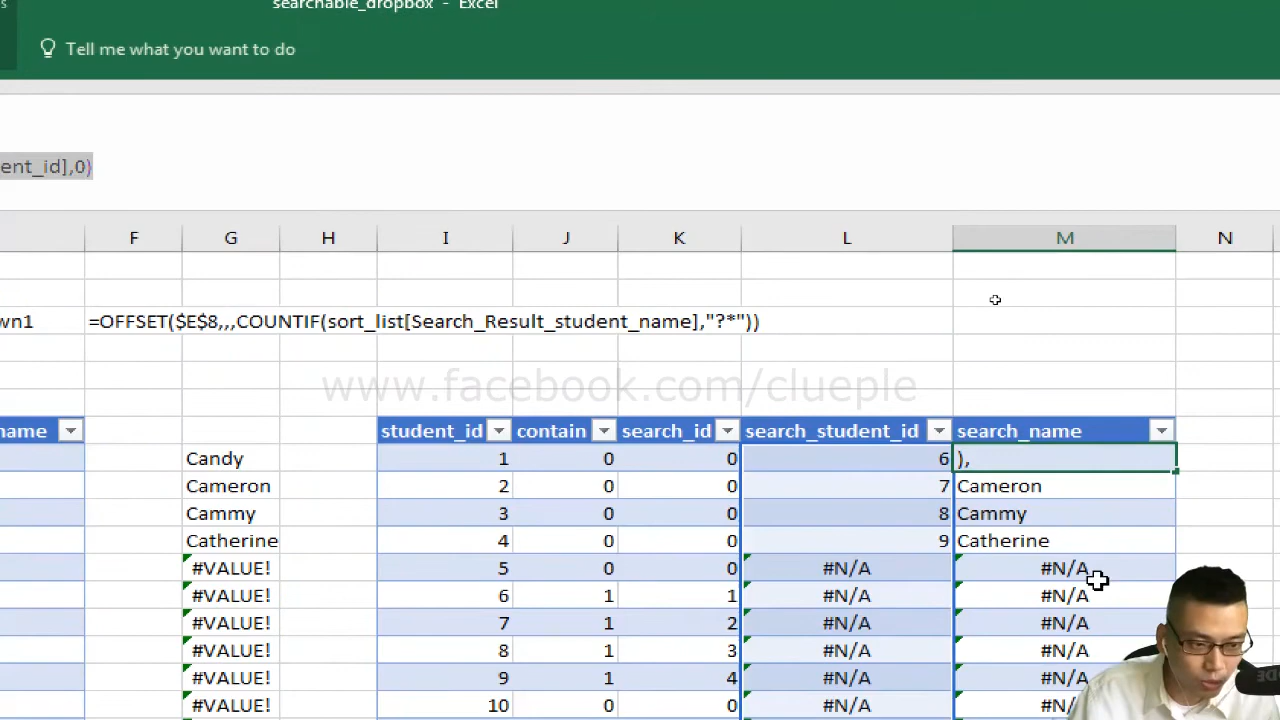 searchable_dropbox - Excel
Tell me what you want to do
ent_id],0)
F G H I J K L M N
wn1 =OFFSET($E$8,,,COUNTIF(sort_list[Search_Result_student_name],"?*"))
www.facebook.com/clueple
name student_id contain search_id search_student_id search_name
Candy 1 0 0 6 ),
Cameron 2 0 0 7 Cameron
Cammy 3 0 0 8 Cammy
Catherine 4 0 0 9 Catherine
#VALUE! 5 0 0 #N/A #N/A
#VALUE! 6 1 1 #N/A #N/A
#VALUE! 7 1 2 #N/A #N/A
#VALUE! 8 1 3 #N/A #N/A
#VALUE! 9 1 4 #N/A #N/A
#VALUE! 10 0 0 #N/A #N/